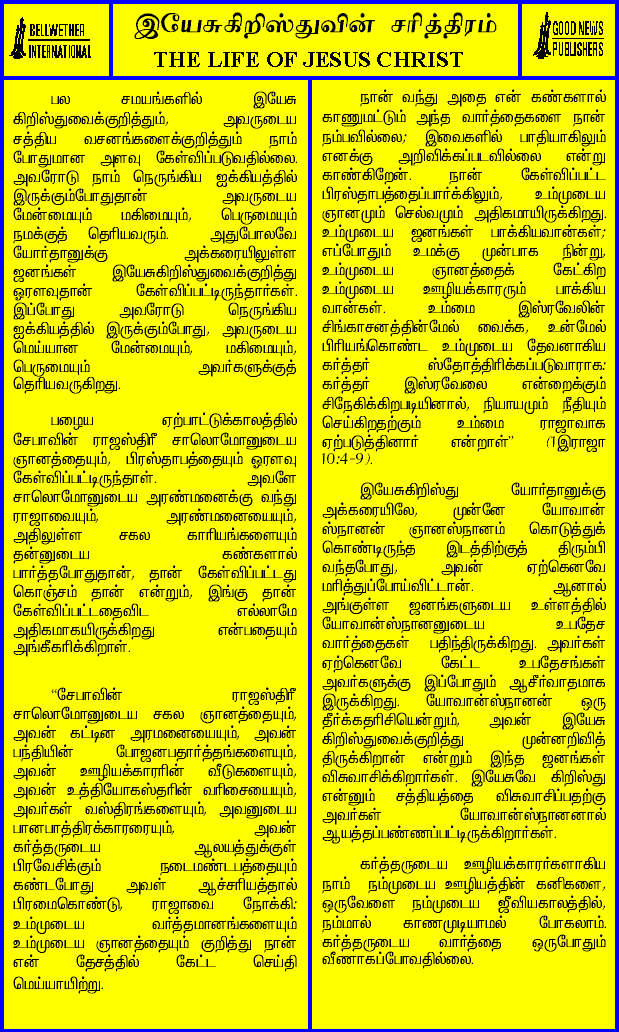 BELLWETHER
INTERNATIONAL
இயேசுகிறிஸ்துவின் சரித்திரம்
THE LIFE OF JESUS CHRIST
GOOD NEWS
PUBLISHERS
பல சமயங்களில் இயேசு
கிறிஸ்துவைக்குறித்தும், அவருடைய
சத்திய வசனங்களைக்குறித்தும் நாம்
போதுமான அளவு கேள்விப்படுவதில்லை.
அவரோடு நாம் நெருங்கிய ஐக்கியத்தில்
இருக்கும்போதுதான் அவருடைய
மேன்மையும் மகிமையும், பெருமையும்
நமக்குத் தெரியவரும். அதுபோலவே
யோர்தானுக்கு அக்கரையிலுள்ள
ஜனங்கள் இயேசுகிறிஸ்துவைக்குறித்து
ஓரளவுதான் கேள்விப்பட்டிருந்தார்கள்.
இப்போது அவரோடு நெருங்கிய
ஐக்கியத்தில் இருக்கும்போது, அவருடைய
மெய்யான மேன்மையும், மகிமையும்,
பெருமையும் அவர்களுக்குத்
தெரியவருகிறது.
பழைய ஏற்பாட்டுக்காலத்தில்
சேபாவின் ராஜஸ்திரீ சாலொமோனுடைய
ஞானத்தையும், பிரஸ்தாபத்தையும் ஓரளவு
கேள்விப்பட்டிருந்தாள். அவளே
சாலொமோனுடைய அரண்மனைக்கு வந்து
ராஜாவையும், அரண்மனையையும்,
அதிலுள்ள சகல காரியங்களையும்
தன்னுடைய கண்களால்
பார்த்தபோதுதான், தான் கேள்விப்பட்டது
கொஞ்சம் தான் என்றும், இங்கு தான்
கேள்விப்பட்டதைவிட எல்லாமே
அதிகமாகயிருக்கிறது என்பதையும்
அங்கீகரிக்கிறாள்.
“சேபாவின் ராஜஸ்திரீ
சாலொமோனுடைய சகல ஞானத்தையும்,
அவன் கட்டின அரமனையையும், அவன்
பந்தியின் போஜனபதார்த்தங்களையும்,
அவன் ஊழியக்காரரின் வீடுகளையும்,
அவன் உத்தியோகஸ்தரின் வரிசையையும்,
அவர்கள் வஸ்திரங்களையும், அவனுடைய
பானபாத்திரக்காரரையும், அவன்
கர்த்தருடைய ஆலயத்துக்குள்
பிரவேசிக்கும் நடைமண்டபத்தையும்
கண்டபோது அவள் ஆச்சரியத்தால்
பிரமைகொண்டு, ராஜாவை நோக்கி:
உம்முடைய வர்த்தமானங்களையும்
உம்முடைய ஞானத்தையும் குறித்து நான்
என் தேசத்தில் கேட்ட செய்தி
மெய்யாயிற்று.
நான் வந்து அதை என் கண்களால்
காணுமட்டும் அந்த வார்த்தைகளை நான்
நம்பவில்லை; இவைகளில் பாதியாகிலும்
எனக்கு அறிவிக்கப்படவில்லை என்று
காண்கிறேன். நான் கேள்விப்பட்ட
பிரஸ்தாபத்தைப்பார்க்கிலும், உம்முடைய
ஞானமும் செல்வமும் அதிகமாயிருக்கிறது.
உம்முடைய ஜனங்கள் பாக்கியவான்கள்;
எப்போதும் உமக்கு முன்பாக நின்று,
உம்முடைய ஞானத்தைக் கேட்கிற
உம்முடைய ஊழியக்காரரும் பாக்கிய
வான்கள். உம்மை இஸ்ரவேலின்
சிங்காசனத்தின்மேல் வைக்க, உன்மேல்
பிரியங்கொண்ட உம்முடைய தேவனாகிய
கர்த்தர் ஸ்தோத்திரிக்கப்படுவாராக:
கர்த்தர் இஸ்ரவேலை என்றைக்கும்
சிநேகிக்கிறபடியினால், நியாயமும் நீதியும்
செய்கிறதற்கும் உம்மை ராஜாவாக
ஏற்படுத்தினார் என்றாள்” (1இராஜா
10:4-9).
இயேசுகிறிஸ்து யோர்தானுக்கு
அக்கரையிலே, முன்னே யோவான்
ஸ்நானன் ஞானஸ்நானம் கொடுத்துக்
கொண்டிருந்த இடத்திற்குத் திரும்பி
வந்தபோது, அவன் ஏற்கெனவே
மரித்துப்போய்விட்டான். ஆனால்
அங்குள்ள ஜனங்களுடைய உள்ளத்தில்
யோவான்ஸ்நானனுடைய உபதேச
வார்த்தைகள் பதிந்திருக்கிறது. அவர்கள்
ஏற்கெனவே கேட்ட உபதேசங்கள்
அவர்களுக்கு இப்போதும் ஆசீர்வாதமாக
இருக்கிறது. யோவான்ஸ்நானன் ஒரு
தீர்க்கதரிசியென்றும், அவன் இயேசு
கிறிஸ்துவைக்குறித்து முன்னறிவித்
திருக்கிறான் என்றும் இந்த ஜனங்கள்
விசுவாசிக்கிறார்கள். இயேசுவே கிறிஸ்து
என்னும் சத்தியத்தை விசுவாசிப்பதற்கு
அவர்கள் யோவான்ஸ்நானனால்
ஆயத்தப்பண்ணப்பட்டிருக்கிறார்கள்.
கர்த்தருடைய ஊழியக்காரர்களாகிய
நாம் நம்முடைய ஊழியத்தின் கனிகளை,
ஒருவேளை நம்முடைய ஜீவியகாலத்தில்,
நம்மால் காணமுடியாமல் போகலாம்.
கர்த்தருடைய வார்த்தை ஒருபோதும்
வீணாகப்போவதில்லை.